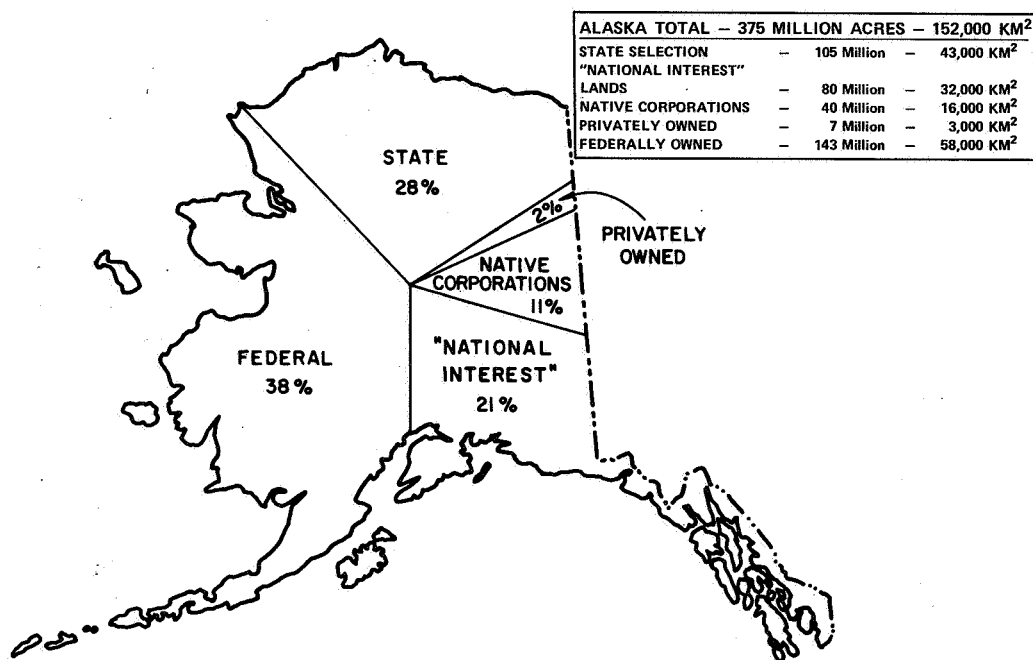 ALASKA TOTAL – 375 MILLION ACRES – 152,000 KM²
STATE SELECTION – 105 Million – 43,000 KM²
"NATIONAL INTEREST"
LANDS – 80 Million – 32,000 KM²
NATIVE CORPORATIONS – 40 Million – 16,000 KM²
PRIVATELY OWNED – 7 Million – 3,000 KM²
FEDERALLY OWNED – 143 Million – 58,000 KM²
STATE
28%
2%
PRIVATELY
OWNED
NATIVE
CORPORATIONS
11%
FEDERAL
38%
"NATIONAL
INTEREST"
21%